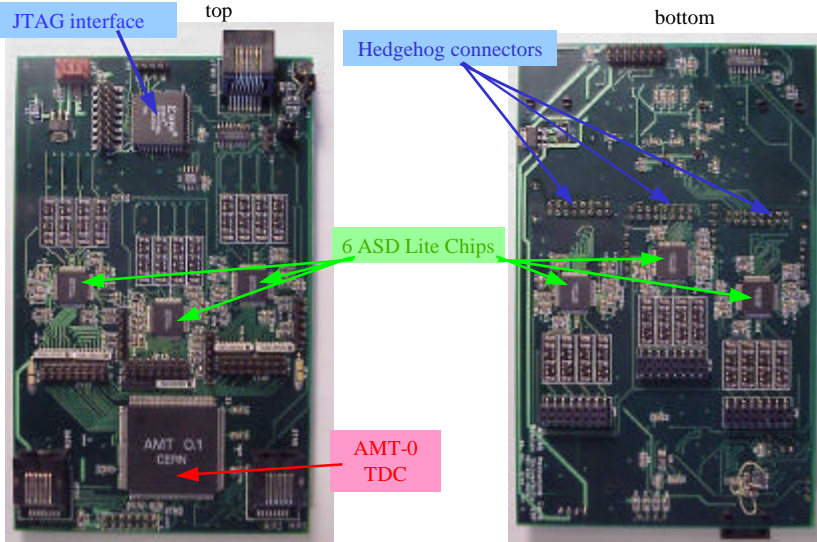 top
JTAG interface
bottom
Hedgehog connectors
6 ASD Lite Chips
AMT 0.1
CERN
AMT-0
TDC